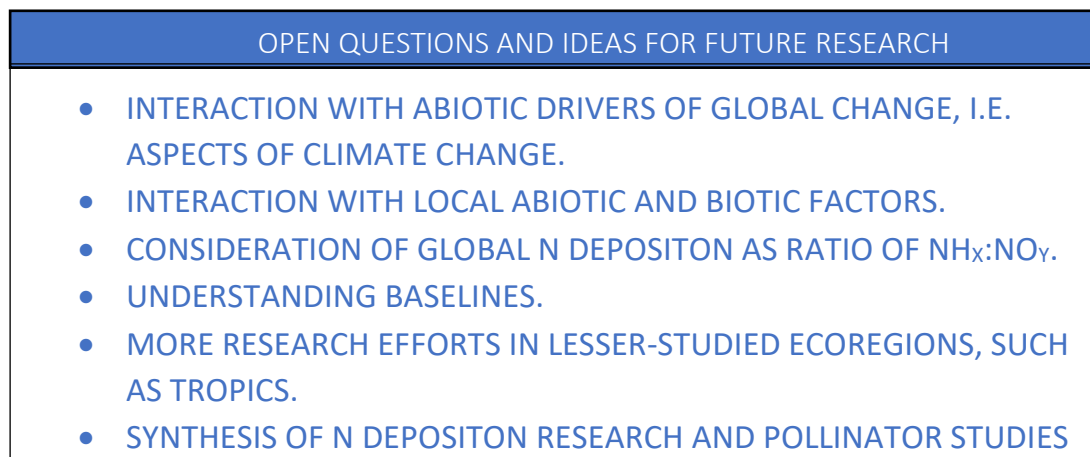 OPEN QUESTIONS AND IDEAS FOR FUTURE RESEARCH
• INTERACTION WITH ABIOTIC DRIVERS OF GLOBAL CHANGE, I.E.
ASPECTS OF CLIMATE CHANGE.
• INTERACTION WITH LOCAL ABIOTIC AND BIOTIC FACTORS.
• CONSIDERATION OF GLOBAL N DEPOSITON AS RATIO OF NHX:NOY.
• UNDERSTANDING BASELINES.
• MORE RESEARCH EFFORTS IN LESSER-STUDIED ECOREGIONS, SUCH
AS TROPICS.
• SYNTHESIS OF N DEPOSITON RESEARCH AND POLLINATOR STUDIES